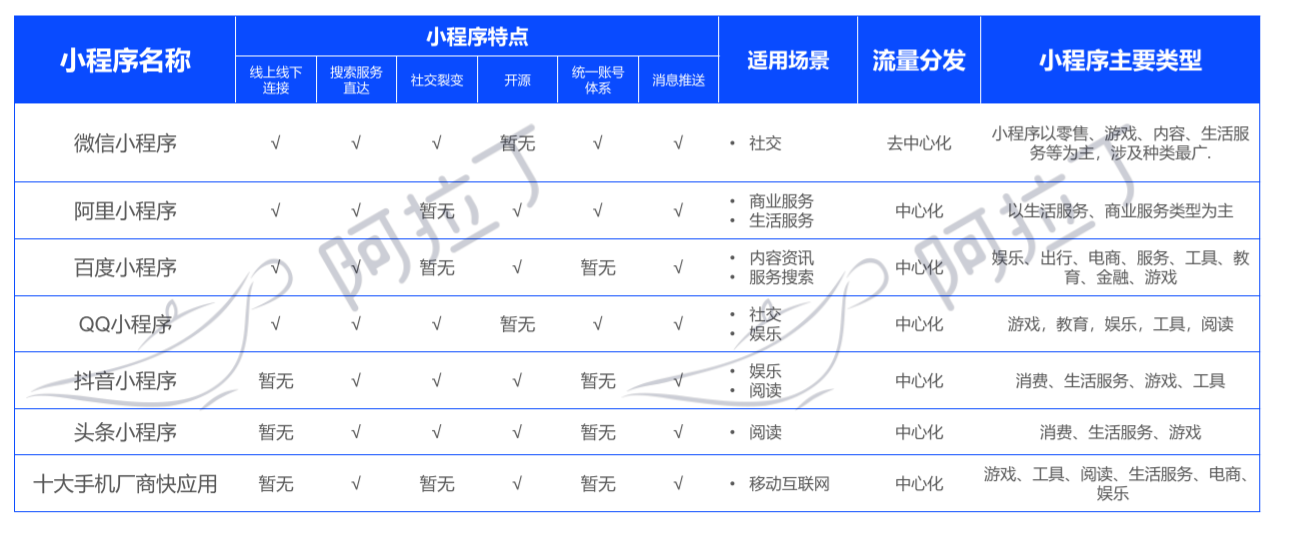 小程序名称
小程序特点
适用场景
流量分发
小程序主要类型
线上线下
连接
搜索服务
直达
社交裂变
开源
统一账号
体系
消息推送
微信小程序 √ √ √ 暂无 √ √ • 社交 去中心化
小程序以零售、游戏、内容、生活服
务等为主，涉及种类最广.
阿里小程序 √ √ 暂无 √ √ √
• 商业服务
• 生活服务
中心化 以生活服务、商业服务类型为主
百度小程序 √ √ 暂无 √ 暂无 √
• 内容资讯
• 服务搜索
中心化
娱乐、出行、电商、服务、工具、教
育、金融、游戏
QQ小程序 √ √ √ 暂无 √ √
• 社交
• 娱乐
中心化 游戏，教育，娱乐，工具，阅读
抖音小程序 暂无 √ √ √ 暂无 √
• 娱乐
• 阅读
中心化 消费、生活服务、游戏、工具
头条小程序 暂无 √ √ √ 暂无 √ • 阅读 中心化 消费、生活服务、游戏
十大手机厂商快应用 暂无 √ 暂无 √ 暂无 √ • 移动互联网 中心化
游戏、工具、阅读、生活服务、电商、
娱乐
阿拉丁
阿拉丁